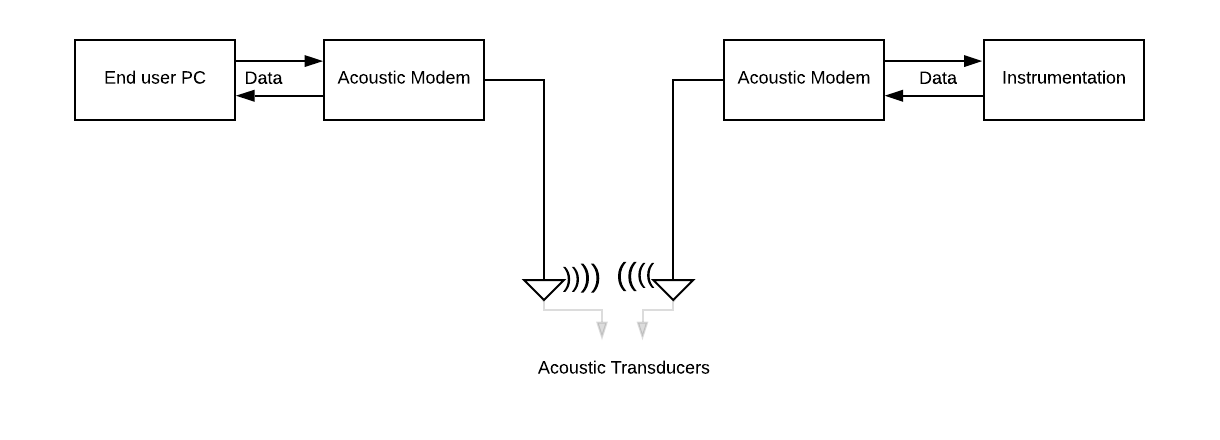 End user PC
Data
Acoustic Modem
Acoustic Modem
Data
Instrumentation
Acoustic Transducers